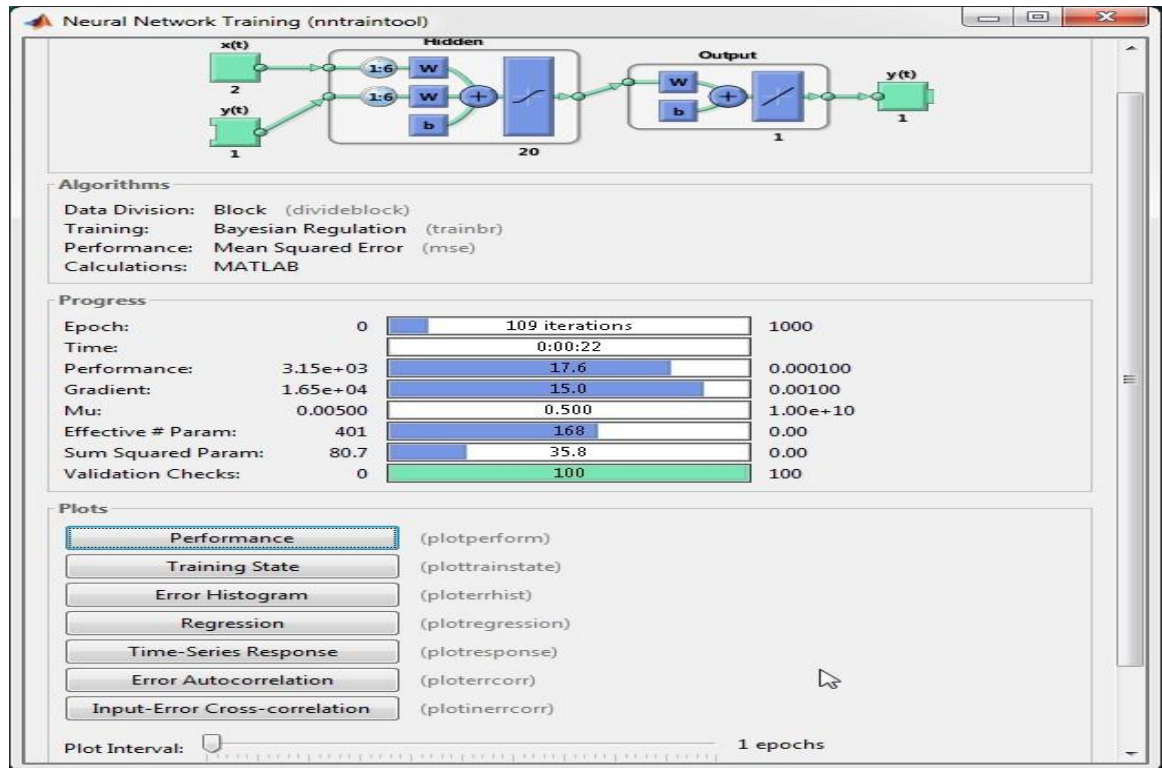 Neural Network Training (nntraintool)
x(t) Hidden Output
1:6 W W y(t)
2
y(t) 1:6 W + + 1
b b
1 20 1
Algorithms
Data Division: Block (divideblock)
Training: Bayesian Regulation (trainbr)
Performance: Mean Squared Error (mse)
Calculations: MATLAB
Progress
Epoch: 0 109 iterations 1000
Time: 0:00:22
Performance: 3.15e+03 17.6 0.000100
Gradient: 1.65e+04 15.0 0.00100
Mu: 0.00500 0.500 1.00e+10
Effective # Param: 401 168 0.00
Sum Squared Param: 80.7 35.8 0.00
Validation Checks: 0 100 100
Plots
Performance (plotperform)
Training State (plottrainstate)
Error Histogram (ploterrhist)
Regression (plotregression)
Time-Series Response (plotresponse)
Error Autocorrelation (ploterrcorr)
Input-Error Cross-correlation (plotinerrcorr)
Plot Interval: 1 epochs